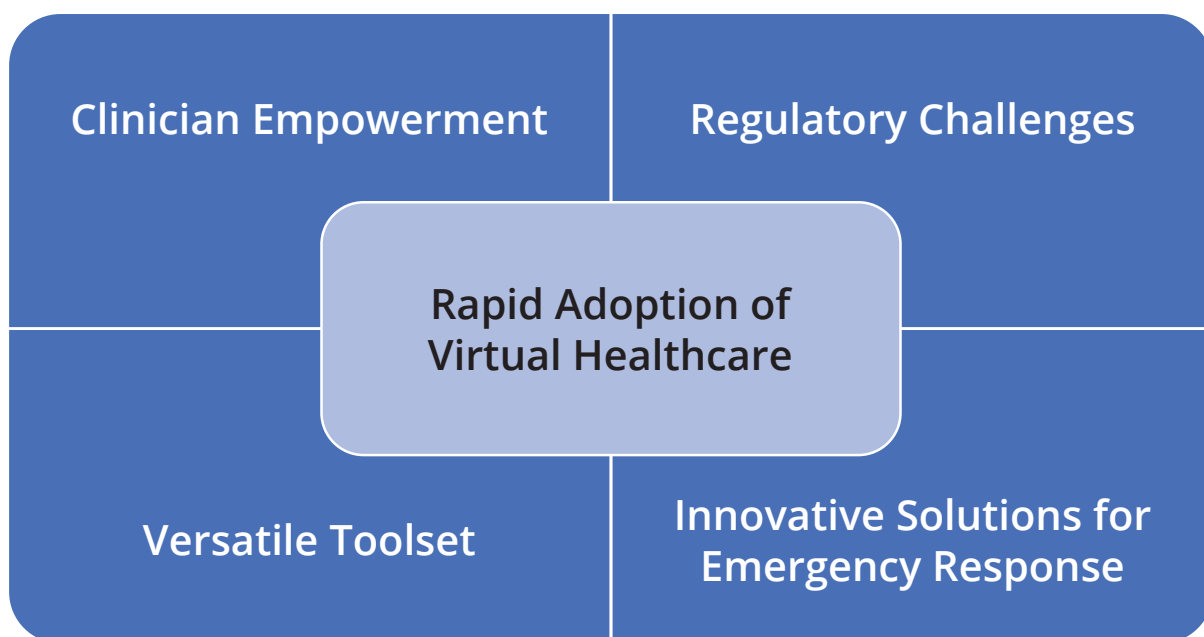 Clinician Empowerment
Regulatory Challenges
Rapid Adoption of
Virtual Healthcare
Versatile Toolset
Innovative Solutions for
Emergency Response